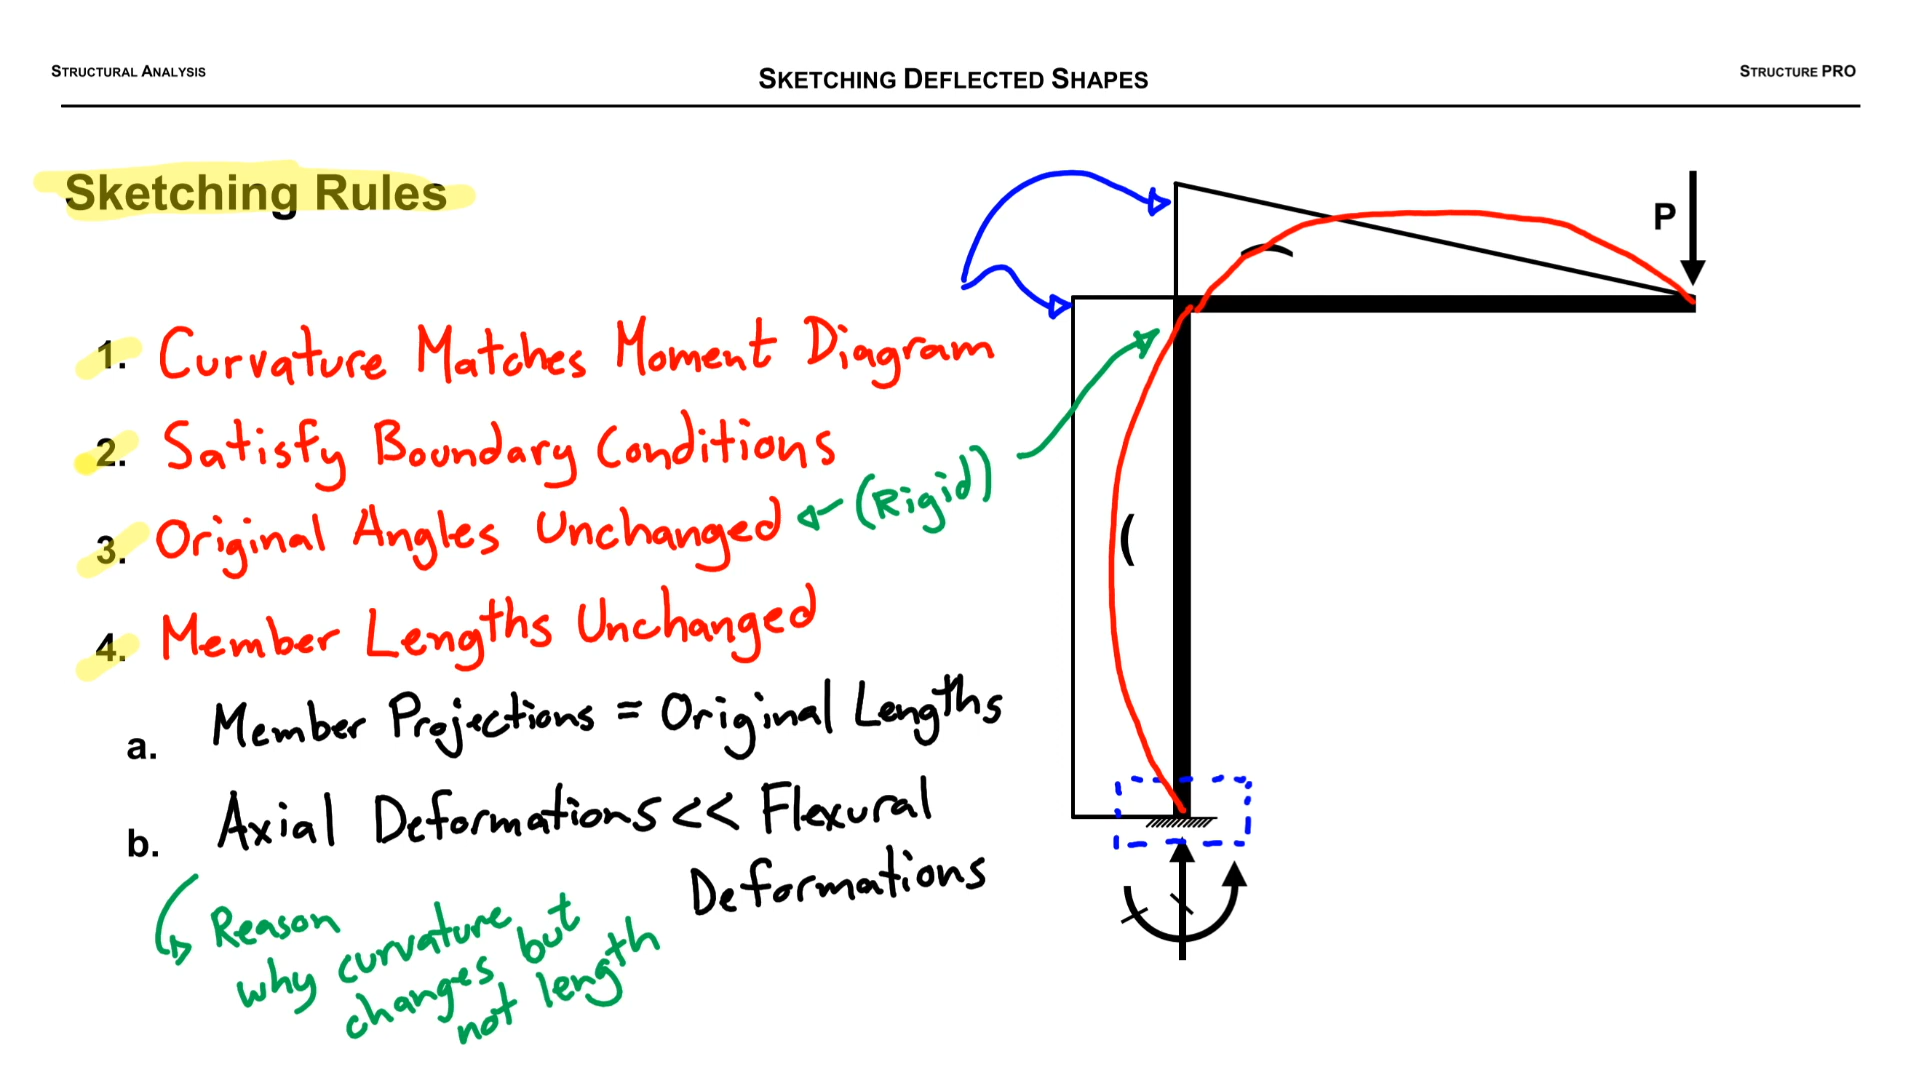 STRUCTURAL ANALYSIS
SKETCHING DEFLECTED SHAPES
STRUCTURE PRO
Sketching Rules
1. Curvature Matches Moment Diagram
2. Satisfy Boundary Conditions
3. Original Angles Unchanged (Rigid)
4. Member Lengths Unchanged
a. Member Projections = Original Lengths
b. Axial Deformations << Flexural
Deformations
Reason
why curvature
changes but
not length
P